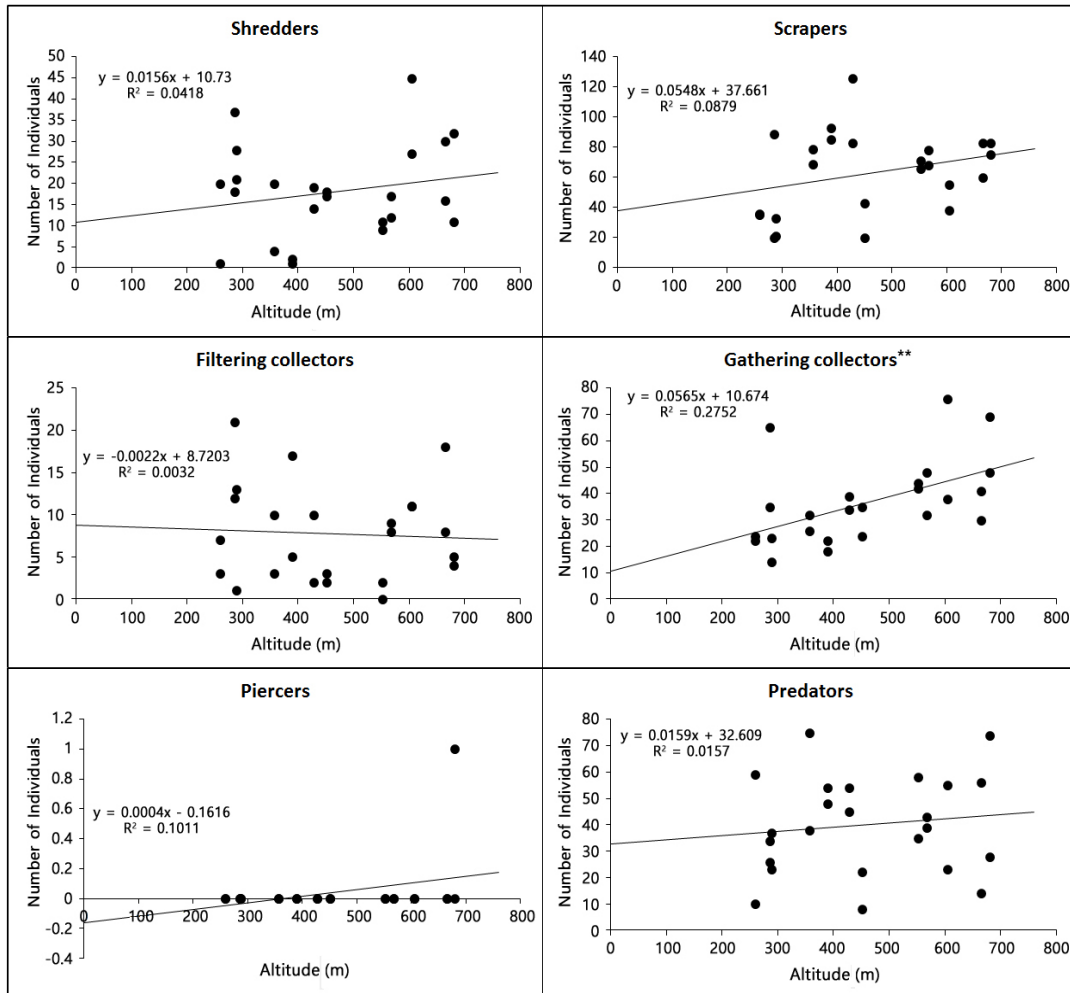 Shredders
50
45
40
35
30
25
20
15
10
5
0
y = 0.0156x + 10.73
R² = 0.0418
Number of Individuals
0 100 200 300 400 500 600 700 800
Altitude (m)
Scrapers
140
120
100
80
60
40
20
0
y = 0.0548x + 37.661
R² = 0.0879
Number of Individuals
0 100 200 300 400 500 600 700 800
Altitude (m)
Filtering collectors
25
20
15
10
5
0
y = -0.0022x + 8.7203
R² = 0.0032
Number of Individuals
0 100 200 300 400 500 600 700 800
Altitude (m)
Gathering collectors**
80
70
60
50
40
30
20
10
0
y = 0.0565x + 10.674
R² = 0.2752
Number of Individuals
0 100 200 300 400 500 600 700 800
Altitude (m)
Piercers
1.2
1
0.8
0.6
0.4
0.2
0
-0.2
-0.4
y = 0.0004x - 0.1616
R² = 0.1011
Number of Individuals
0 100 200 300 400 500 600 700 800
Altitude (m)
Predators
80
70
60
50
40
30
20
10
0
y = 0.0159x + 32.609
R² = 0.0157
Number of Individuals
0 100 200 300 400 500 600 700 800
Altitude (m)